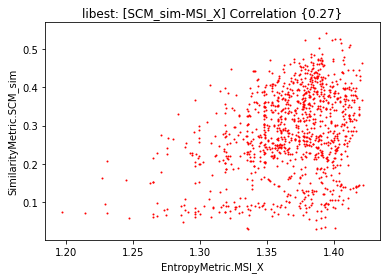 libest: [SCM_sim-MSI_X] Correlation {0.27}
SimilarityMetric.SCM_sim
0.5
0.4
0.3
0.2
0.1
1.20 1.25 1.30 1.35 1.40
EntropyMetric.MSI_X